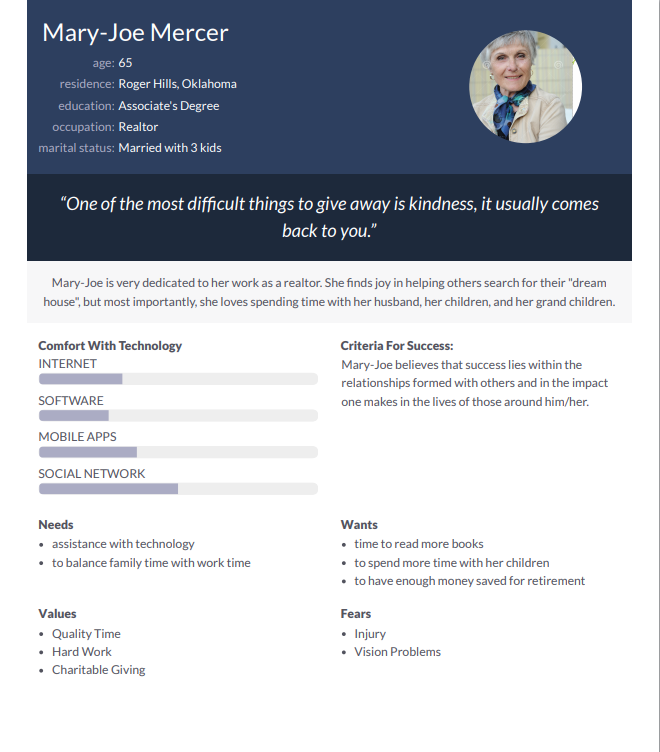 Mary-Joe Mercer
age: 65
residence: Roger Hills, Oklahoma
education: Associate's Degree
occupation: Realtor
marital status: Married with 3 kids
“One of the most difficult things to give away is kindness, it usually comes
back to you.”
Mary-Joe is very dedicated to her work as a realtor. She finds joy in helping others search for their "dream
house", but most importantly, she loves spending time with her husband, her children, and her grand children.
Comfort With Technology
INTERNET
SOFTWARE
MOBILE APPS
SOCIAL NETWORK
Criteria For Success:
Mary-Joe believes that success lies within the
relationships formed with others and in the impact
one makes in the lives of those around him/her.
Needs
• assistance with technology
• to balance family time with work time
Wants
• time to read more books
• to spend more time with her children
• to have enough money saved for retirement
Values
• Quality Time
• Hard Work
• Charitable Giving
Fears
• Injury
• Vision Problems